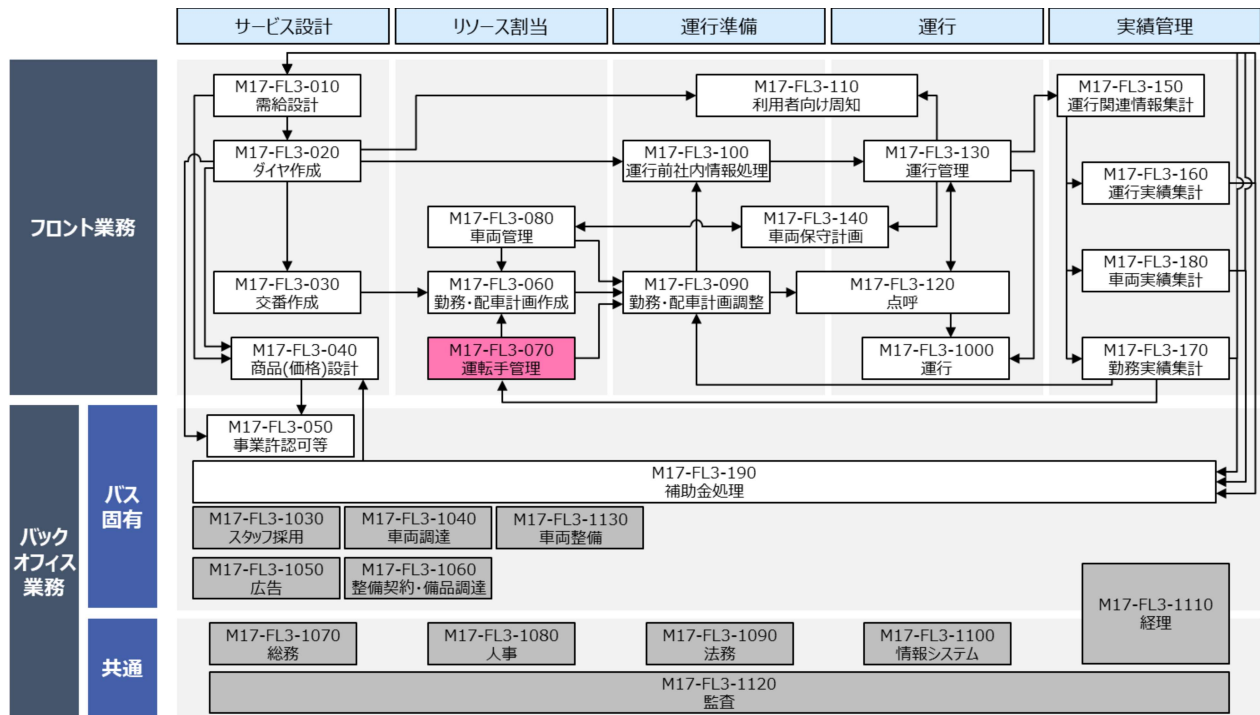 サービス設計
リソース割当
運行準備
運行
実績管理
フロント業務
M17-FL3-010
需給設計
M17-FL3-110
利用者向け周知
M17-FL3-150
運行関連情報集計
M17-FL3-020
ダイヤ作成
M17-FL3-100
運行前社内情報処理
M17-FL3-130
運行管理
M17-FL3-160
運行実績集計
M17-FL3-080
車両管理
M17-FL3-140
車両保守計画
M17-FL3-180
車両実績集計
M17-FL3-030
交番作成
M17-FL3-060
勤務・配車計画作成
M17-FL3-090
勤務・配車計画調整
M17-FL3-120
点呼
M17-FL3-040
商品(価格)設計
M17-FL3-070
運転手管理
M17-FL3-1000
運行
M17-FL3-170
勤務実績集計
バック
オフィス
業務
バス
固有
M17-FL3-050
事業許認可等
M17-FL3-190
補助金処理
M17-FL3-1030
スタッフ採用
M17-FL3-1040
車両調達
M17-FL3-1130
車両整備
M17-FL3-1050
広告
M17-FL3-1060
整備契約・備品調達
M17-FL3-1110
経理
共通
M17-FL3-1070
総務
M17-FL3-1080
人事
M17-FL3-1090
法務
M17-FL3-1100
情報システム
M17-FL3-1120
監査